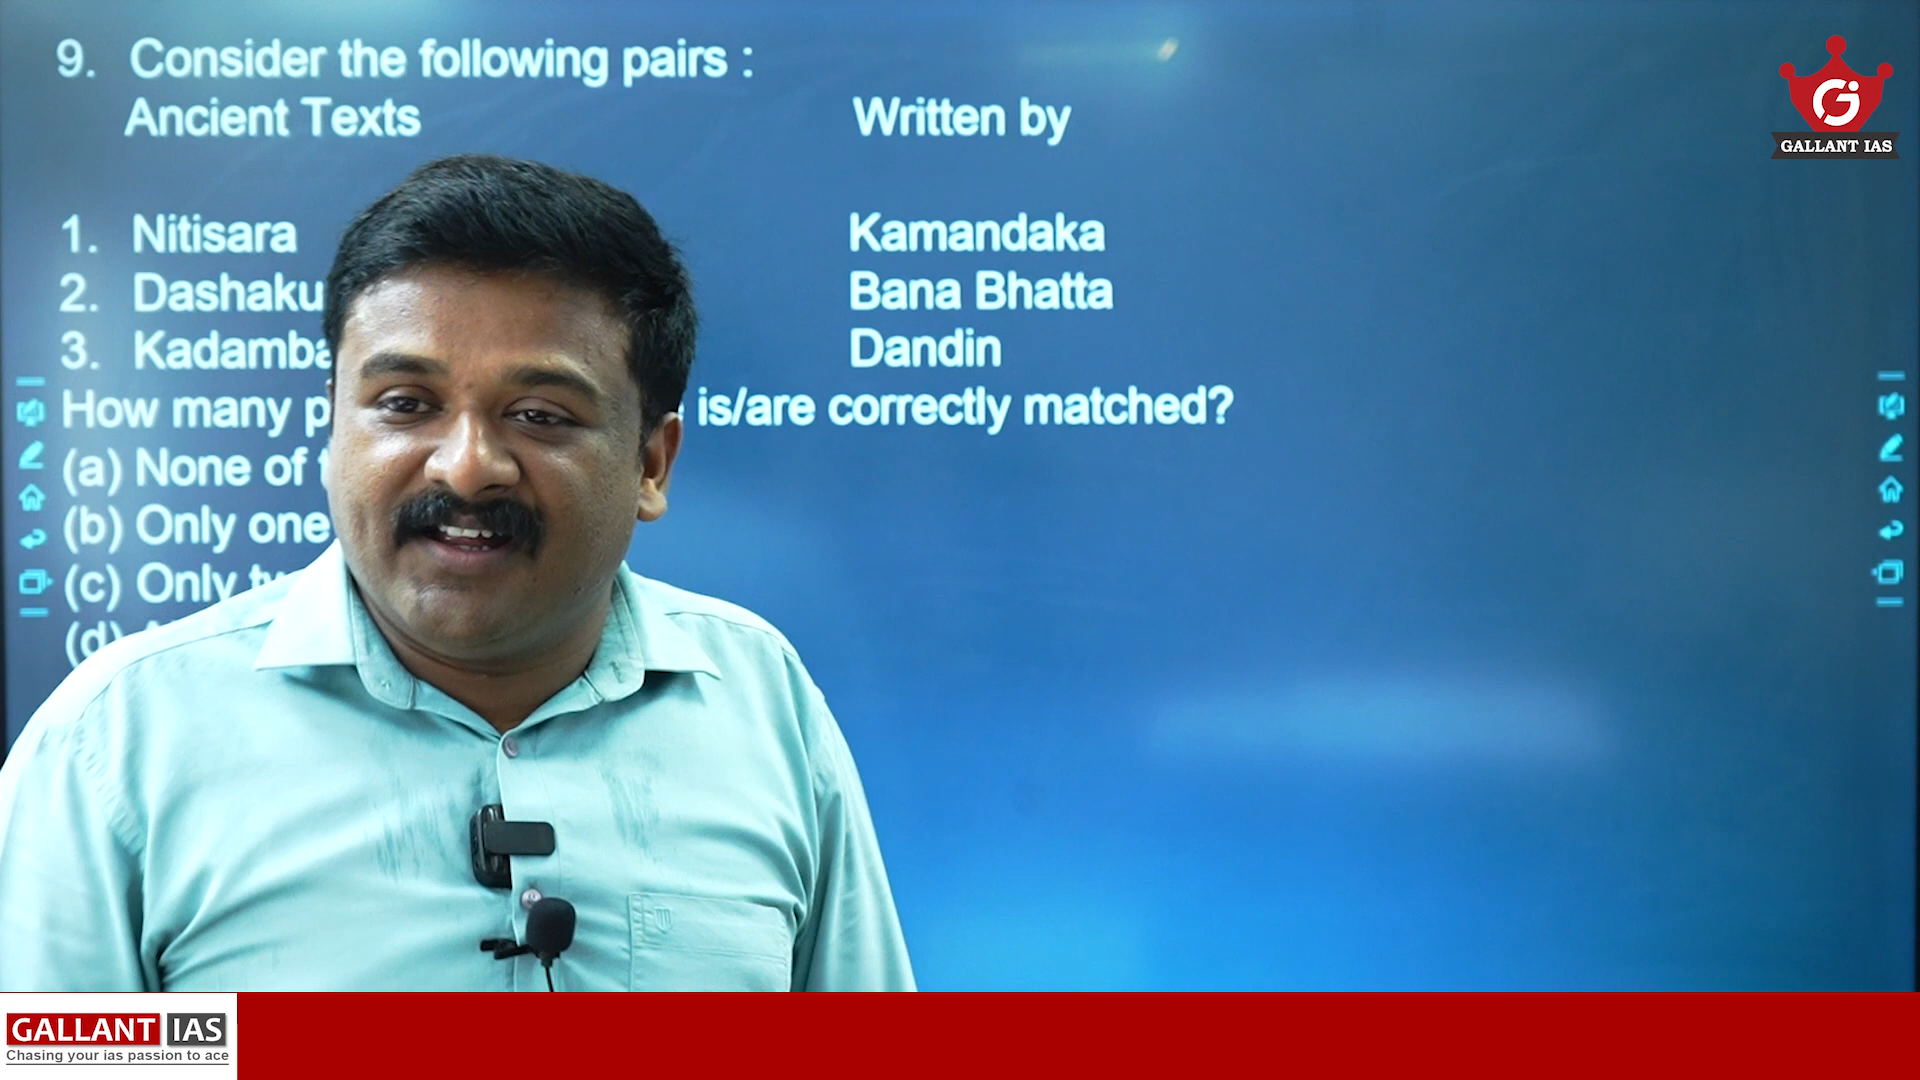 9. Consider the following pairs :
Ancient Texts Written by
1. Nitisara Kamandaka
2. Dashaku Bana Bhatta
3. Kadamba Dandin
How many p is/are correctly matched?
(a) None of
(b) Only one
(c) Only
(d)
GALLANT IAS
GALLANT IAS
Chasing your ias passion to ace